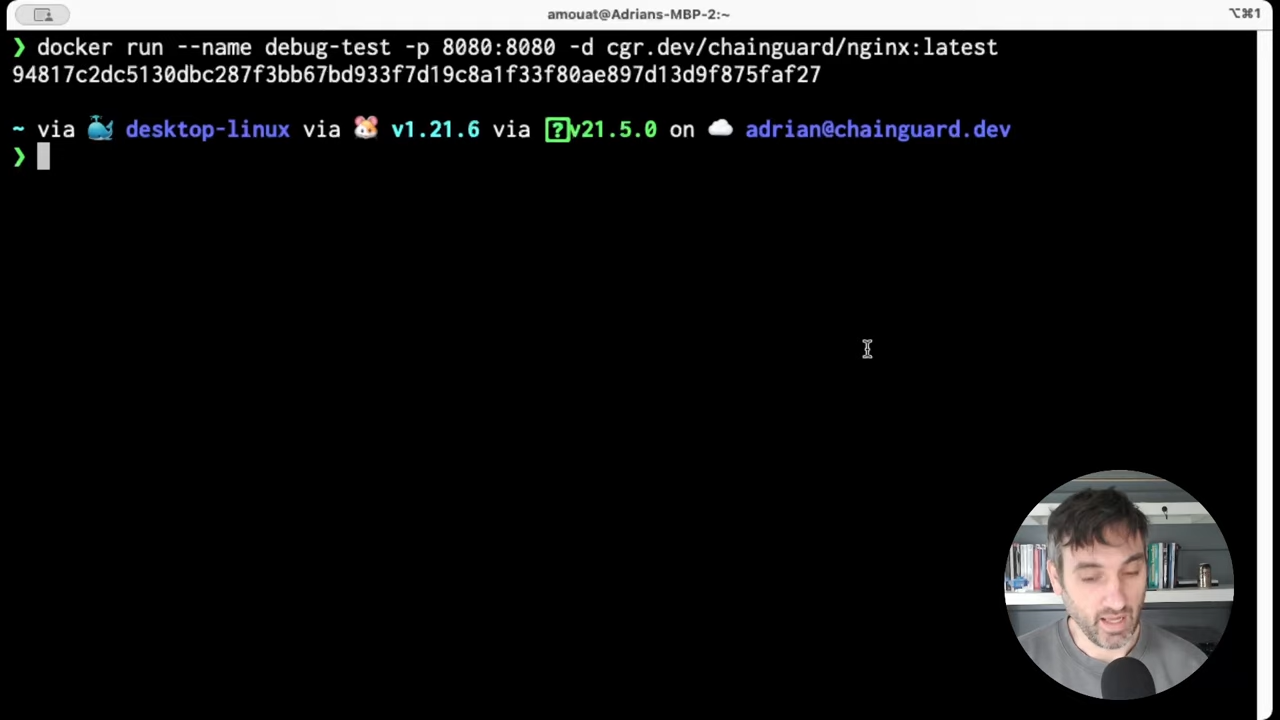 amouat@Adrians-MBP-2:~
⌥⌘1
❯ docker run --name debug-test -p 8080:8080 -d cgr.dev/chainguard/nginx:latest
94817c2dc5130dbc287f3bb67bd933f7d19c8a1f33f80ae897d13d9f875faf27
~ via 🐳 desktop-linux via 🐹 v1.21.6 via [?]v21.5.0 on ☁️ adrian@chainguard.dev
❯